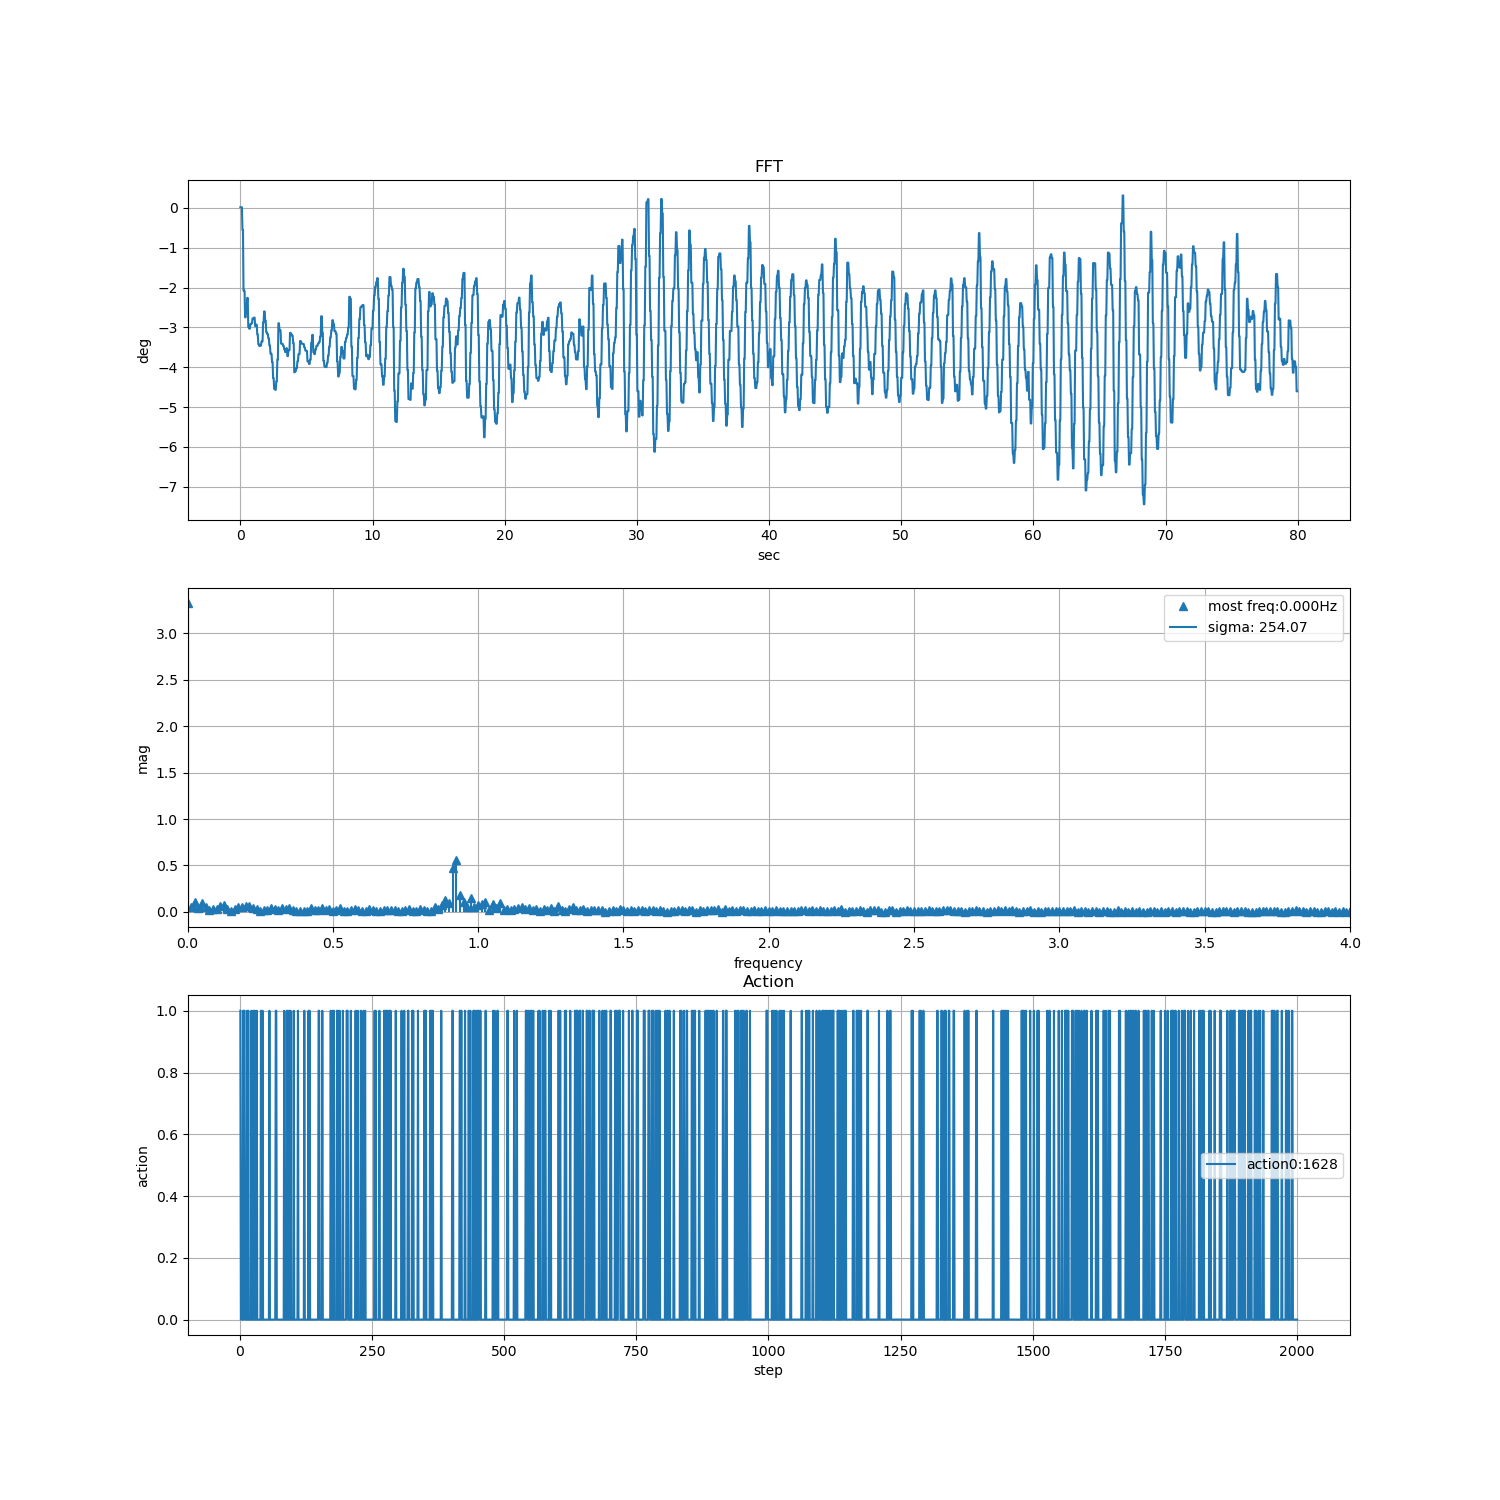 FFT
0
−1
−2
−3
−4
−5
−6
−7
deg
0 10 20 30 40 50 60 70 80
sec
most freq:0.000Hz
sigma: 254.07
3.0
2.5
2.0
1.5
1.0
0.5
0.0
mag
0.0 0.5 1.0 1.5 2.0 2.5 3.0 3.5 4.0
frequency
Action
1.0
0.8
0.6
0.4
0.2
0.0
action
action0:1628
0 250 500 750 1000 1250 1500 1750 2000
step